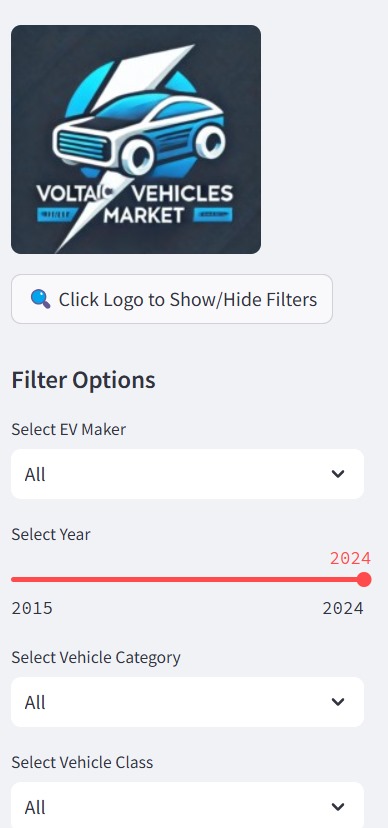 VOLTAIC VEHICLES
MARKET
Click Logo to Show/Hide Filters
Filter Options
Select EV Maker
All
Select Year
2024
2015 2024
Select Vehicle Category
All
Select Vehicle Class
All